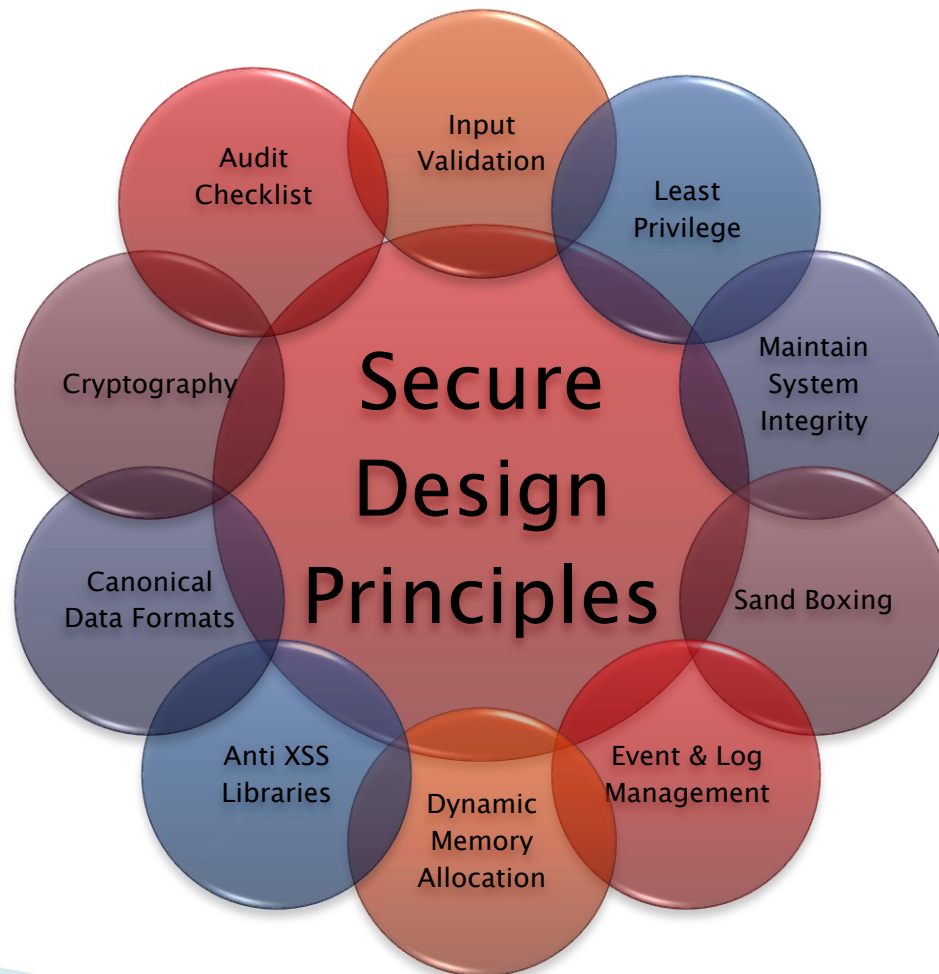 Input
Validation
Least
Privilege
Maintain
System
Integrity
Sand Boxing
Event & Log
Management
Dynamic
Memory
Allocation
Anti XSS
Libraries
Canonical
Data Formats
Cryptography
Audit
Checklist
Secure
Design
Principles